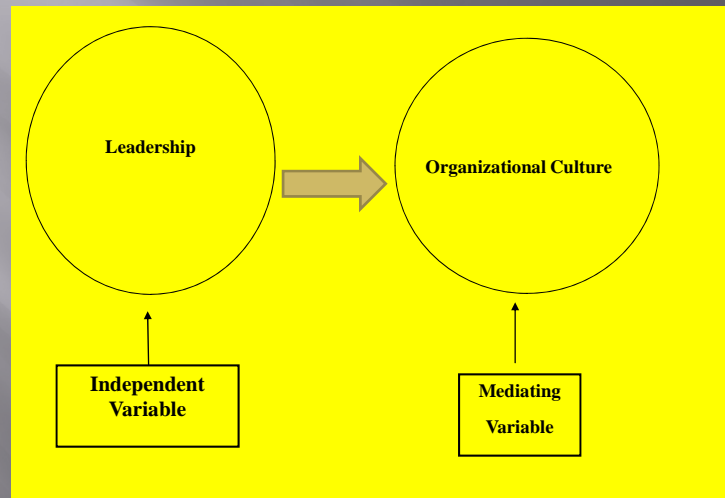 Leadership
Organizational Culture
Independent
Variable
Mediating
Variable